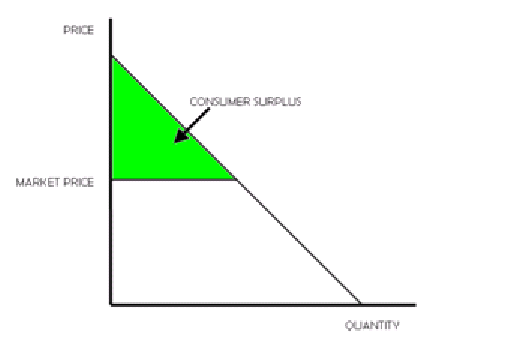 PRICE
CONSUMER SURPLUS
MARKET PRICE
QUANTITY